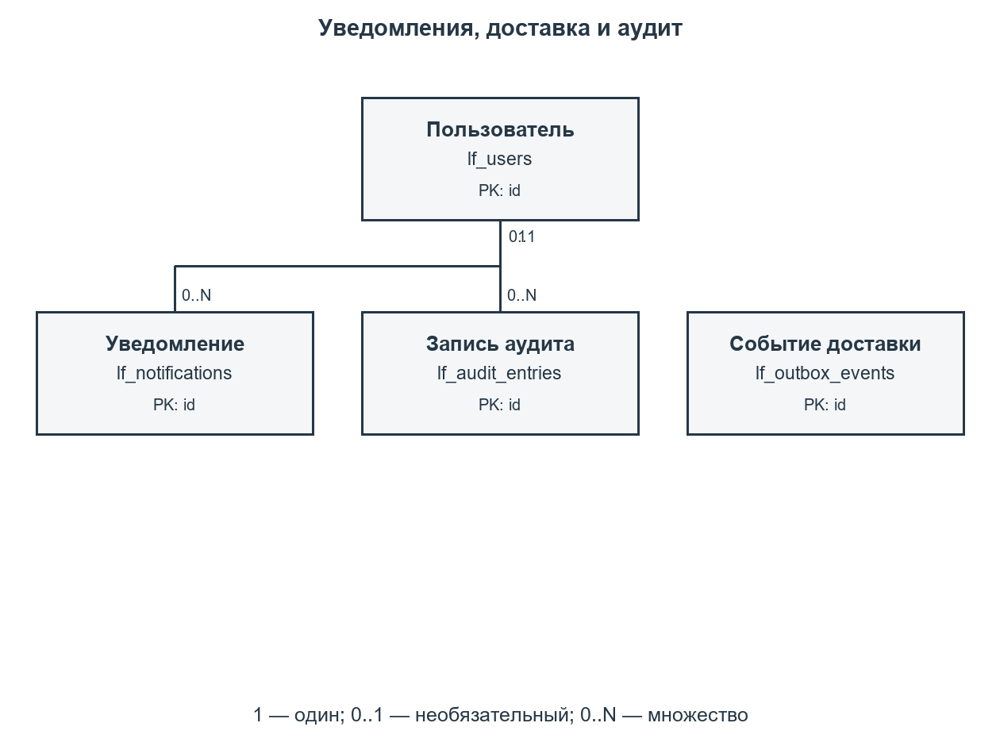 Уведомления, доставка и аудит
Пользователь
lf_users
PK: id
0..N
0..N
Уведомление
lf_notifications
PK: id
Запись аудита
lf_audit_entries
PK: id
Событие доставки
lf_outbox_events
PK: id
1 — один; 0..1 — необязательный; 0..N — множество